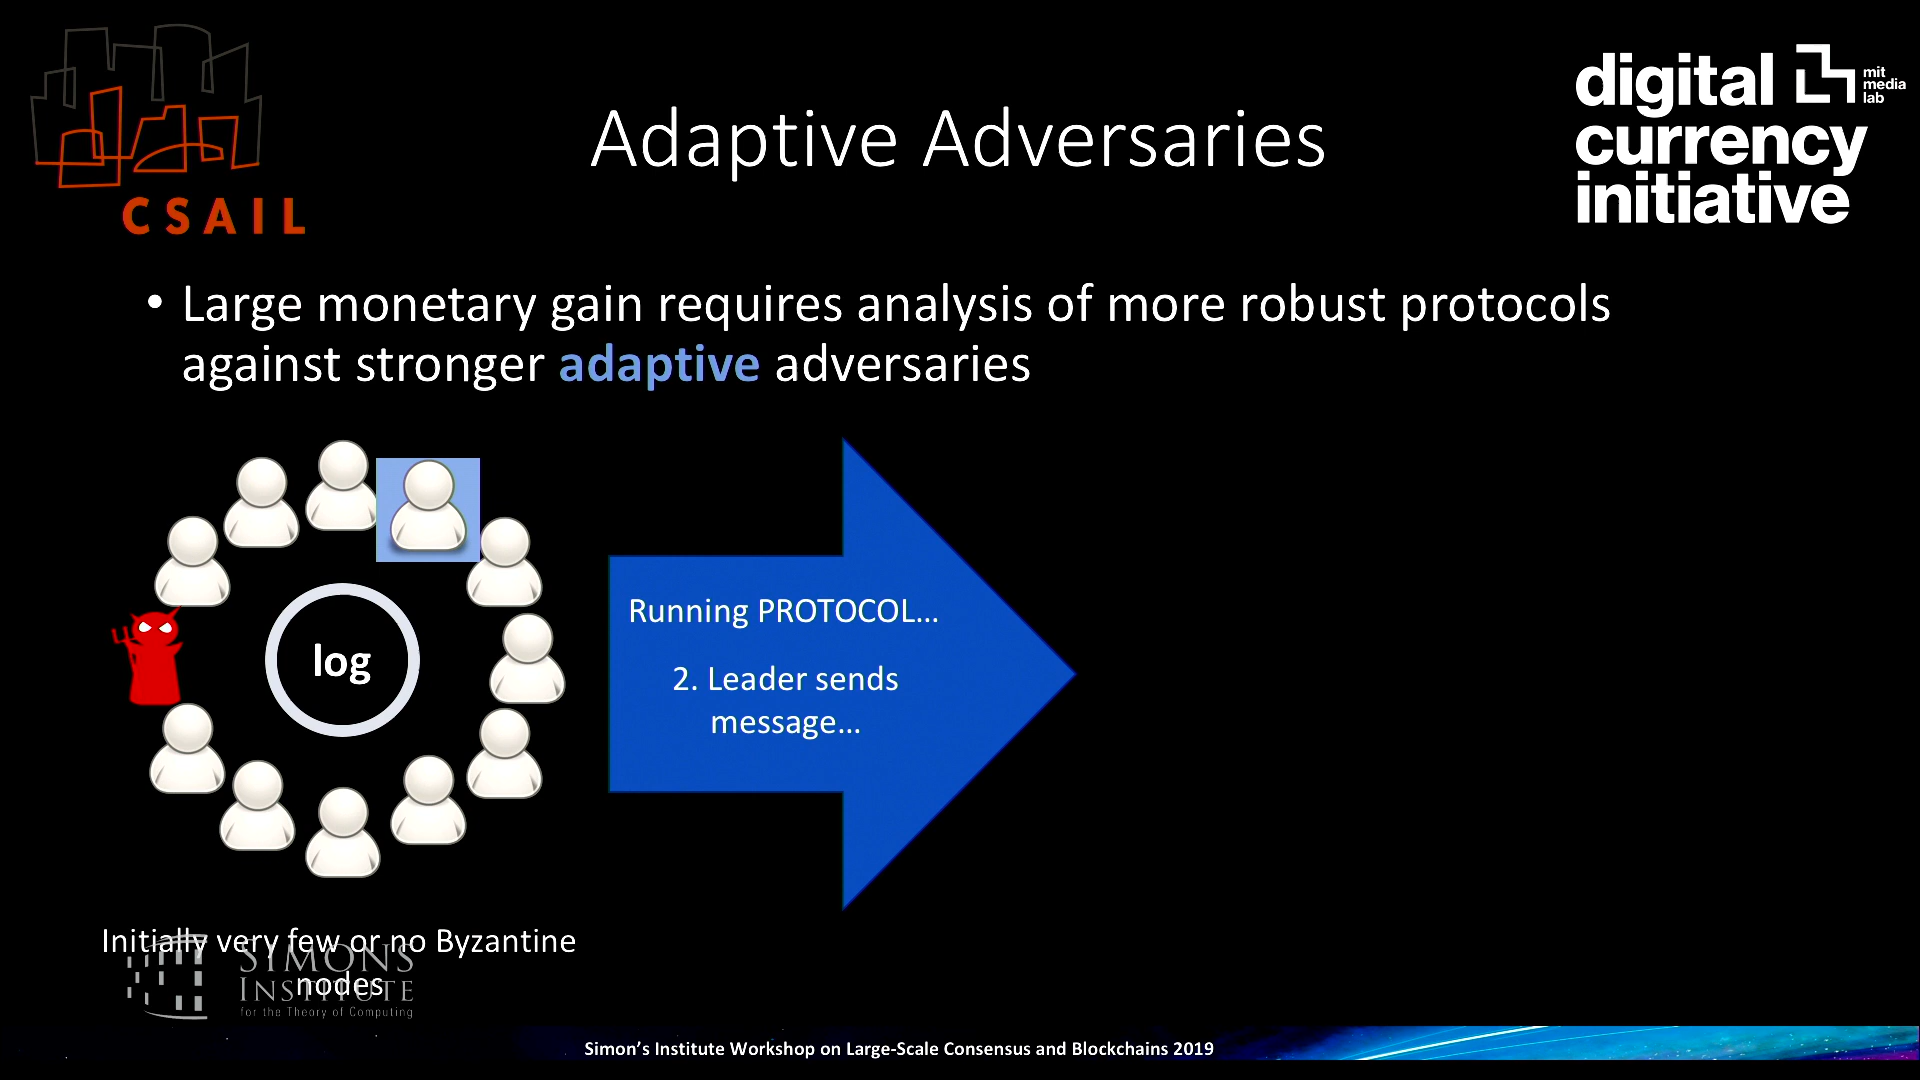 CSAIL
Adaptive Adversaries
digital
currency
initiative
mit
media
lab
• Large monetary gain requires analysis of more robust protocols
against stronger adaptive adversaries
log
Running PROTOCOL...
2. Leader sends
message...
Initially very few or no Byzantine
nodes
SIMONS
INSTITUTE
for the Theory of Computing
Simon's Institute Workshop on Large-Scale Consensus and Blockchains 2019